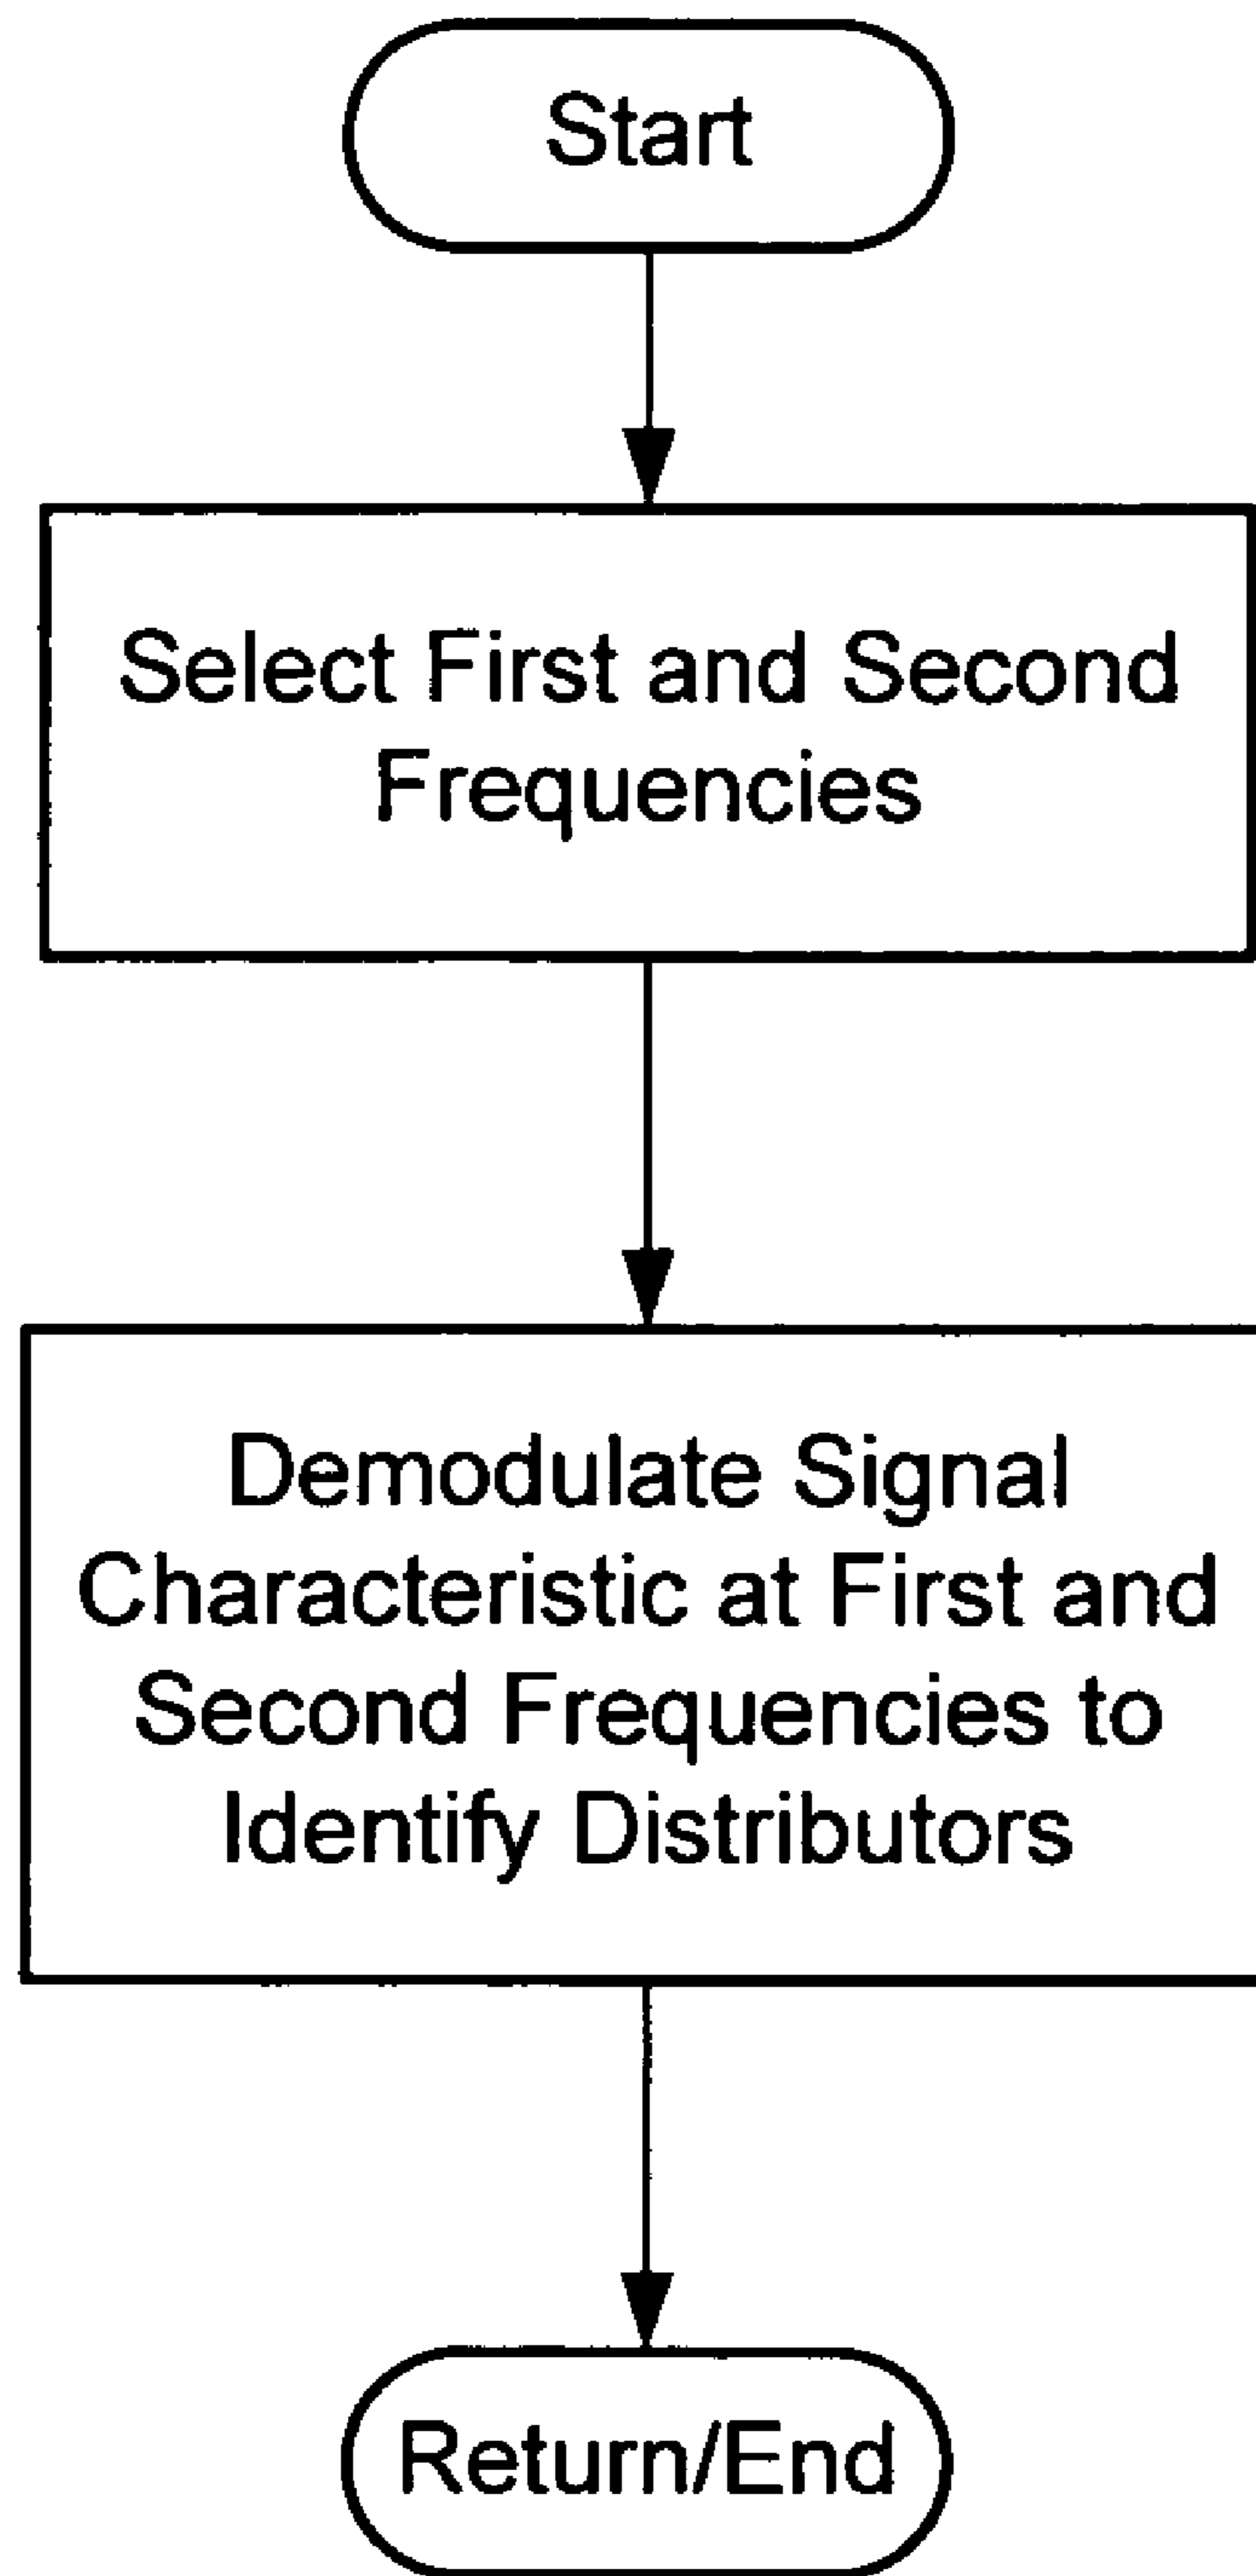 Start
Select First and Second
Frequencies
Demodulate Signal
Characteristic at First and
Second Frequencies to
Identify Distributors
Return/End